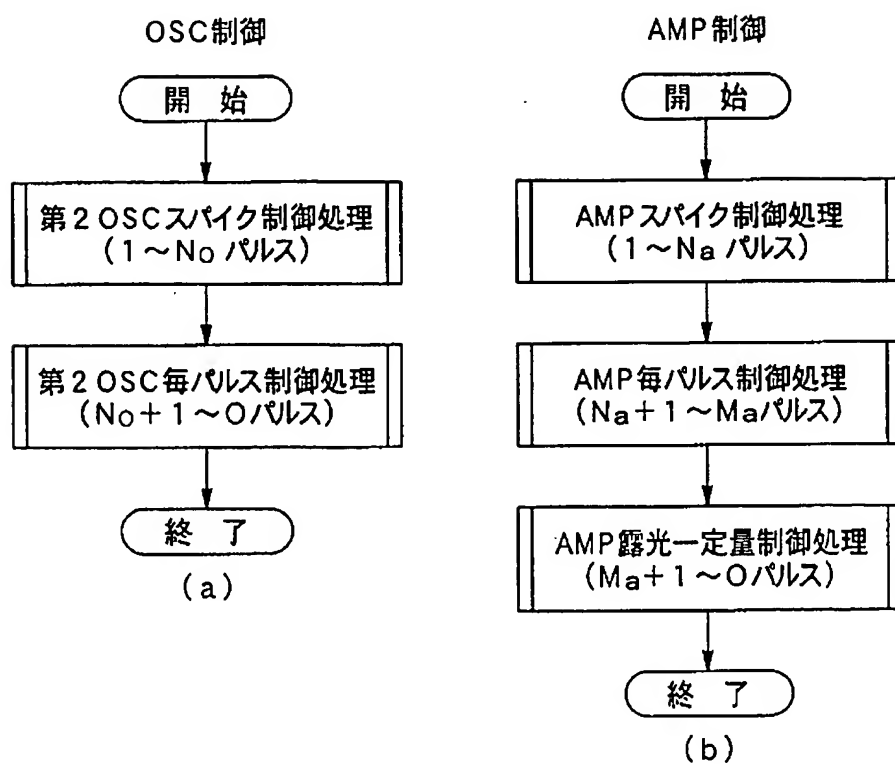 OSC制御
開 始
第2OSCスパイク制御処理
(1~No パルス)
第2OSC毎パルス制御処理
(No+1~Oパルス)
終 了
(a)
AMP制御
開 始
AMPスパイク制御処理
(1~Na パルス)
AMP毎パルス制御処理
(Na+1~Maパルス)
AMP露光一定量制御処理
(Ma+1~Oパルス)
終 了
(b)